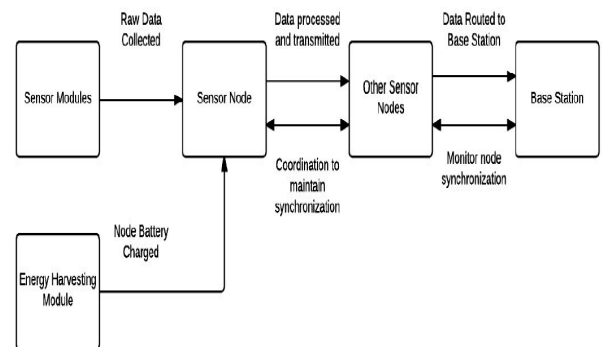 Raw Data
Collected
Data processed
and transmitted
Data Routed to
Base Station
Sensor Modules
Sensor Node
Other Sensor
Nodes
Base Station
Coordination to
maintain
synchronization
Monitor node
synchronization
Node Battery
Charged
Energy Harvesting
Module